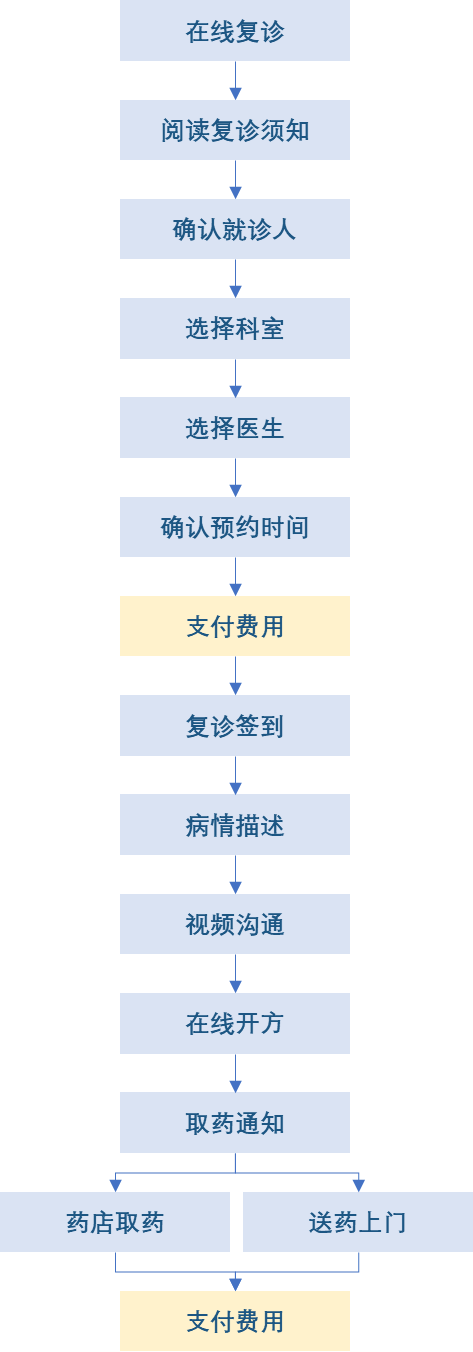 在线复诊
阅读复诊须知
确认就诊人
选择科室
选择医生
确认预约时间
支付费用
复诊签到
病情描述
视频沟通
在线开方
取药通知
药店取药
送药上门
支付费用